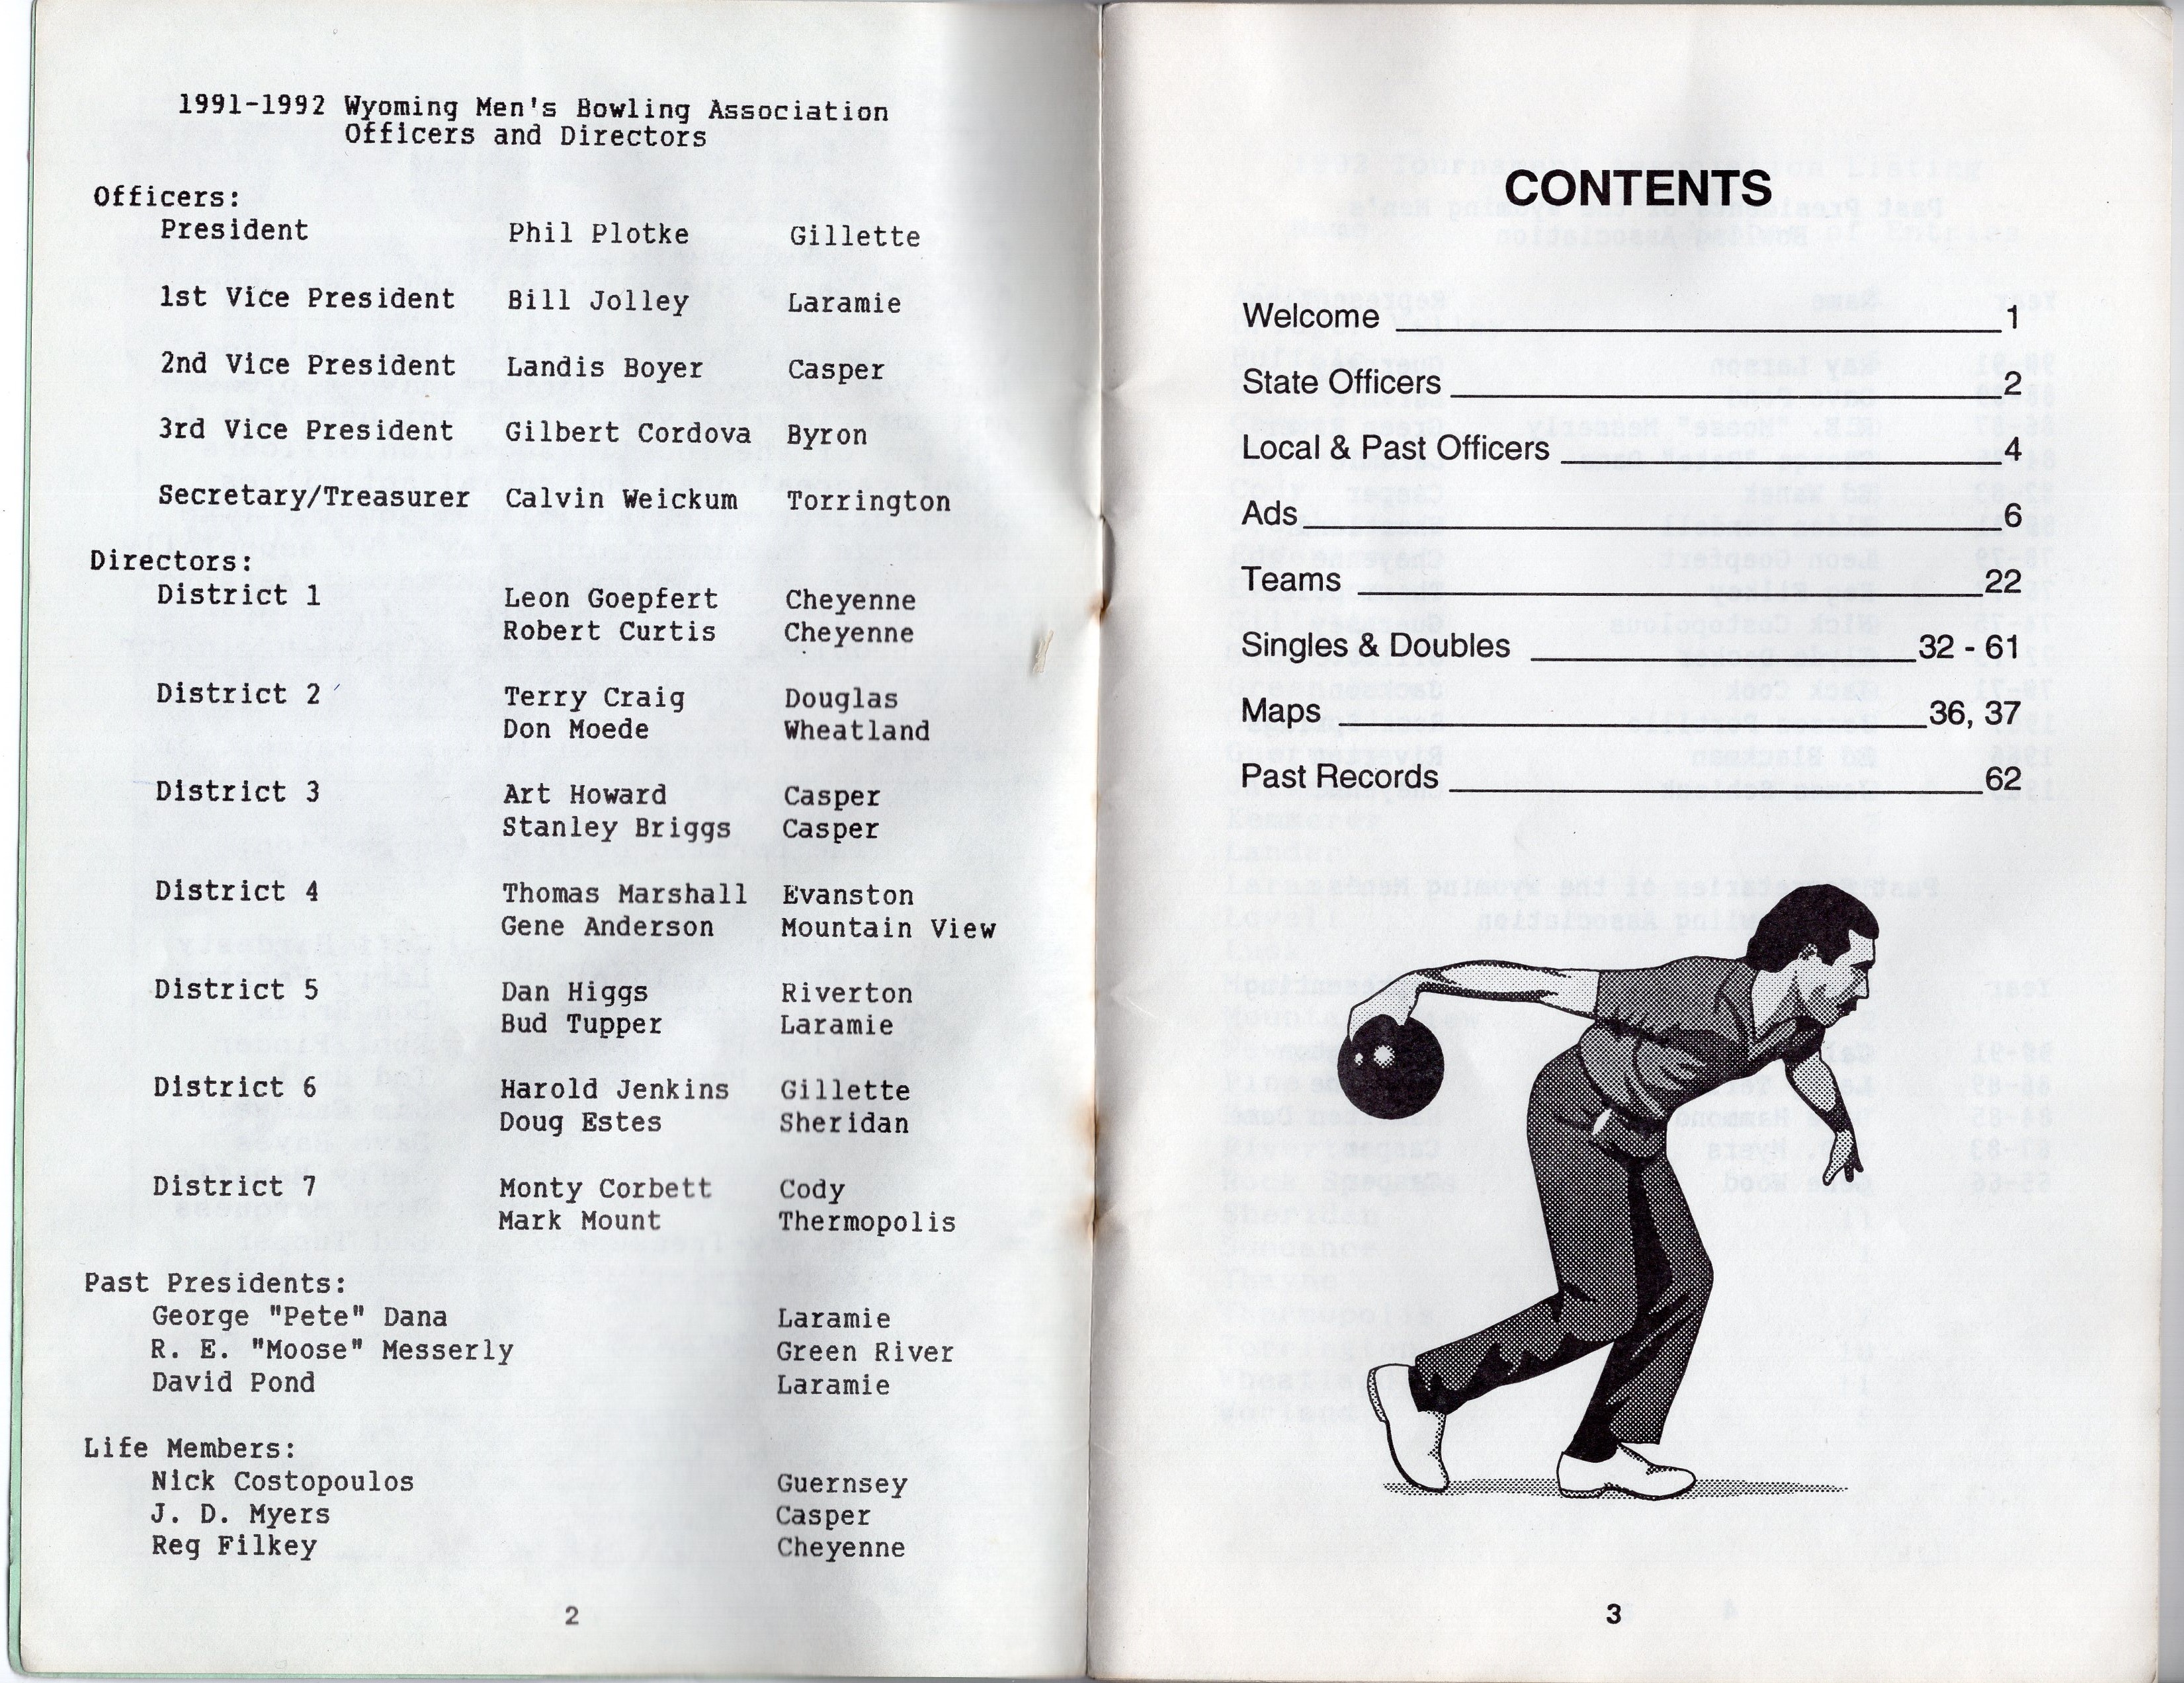 1991-1992 Wyoming Men's Bowling Association
Officers and Directors
Officers:
President Phil Plotke Gillette
1st Vice President Bill Jolley Laramie
2nd Vice President Landis Boyer Casper
3rd Vice President Gilbert Cordova Byron
Secretary/Treasurer Calvin Weickum Torrington
Directors:
District 1 Leon Goepfert Cheyenne
Robert Curtis Cheyenne
District 2 Terry Craig Douglas
Don Moede Wheatland
District 3 Art Howard Casper
Stanley Briggs Casper
District 4 Thomas Marshall Evanston
Gene Anderson Mountain View
District 5 Dan Higgs Riverton
Bud Tupper Laramie
District 6 Harold Jenkins Gillette
Doug Estes Sheridan
District 7 Monty Corbett Cody
Mark Mount Thermopolis
Past Presidents:
George "Pete" Dana Laramie
R. E. "Moose" Messerly Green River
David Pond Laramie
Life Members:
Nick Costopoulos Guernsey
J. D. Myers Casper
Reg Filkey Cheyenne
2
CONTENTS
Welcome 1
State Officers 2
Local & Past Officers 4
Ads 6
Teams 22
Singles & Doubles 32 - 61
Maps 36, 37
Past Records 62
3